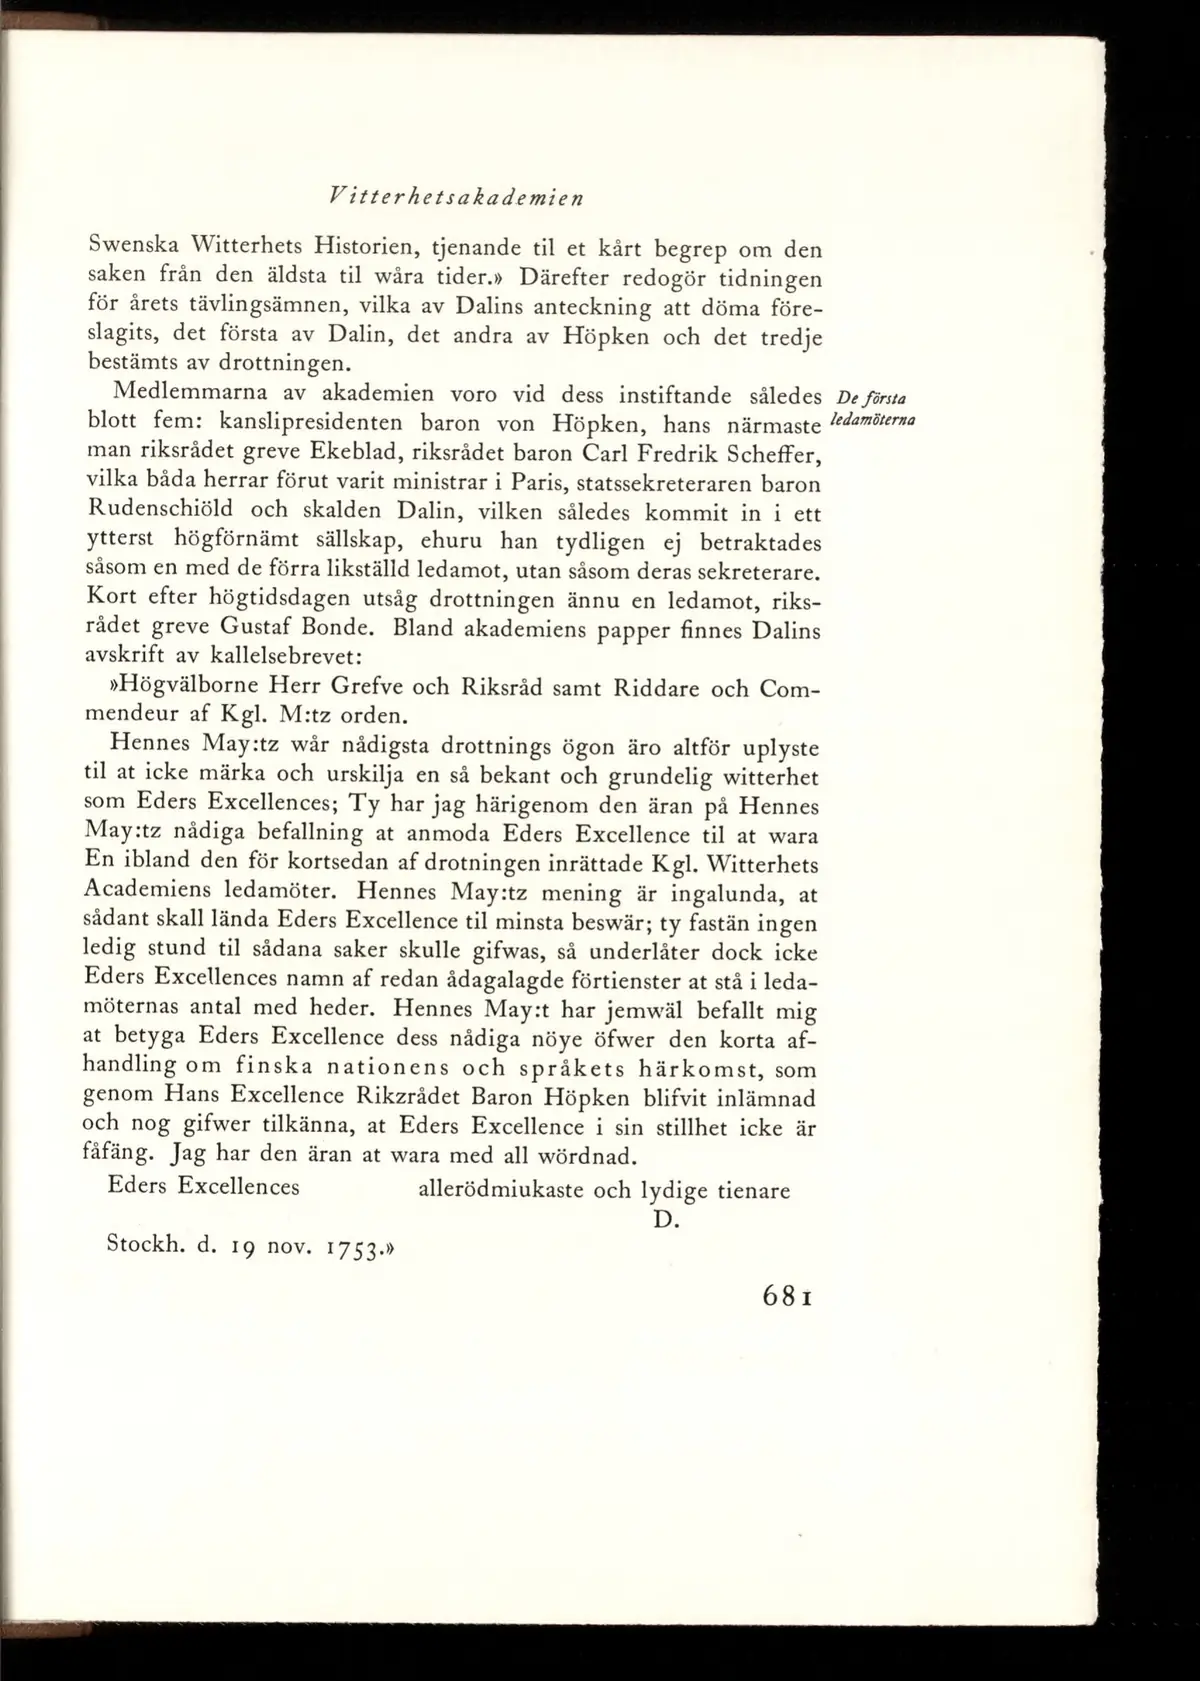 Vitterhetsakademien
Swenska Witterhets Historien, tjenande til et kårt begrep om den
saken från den äldsta til wåra tider.» Därefter redogör tidningen
för årets tävlingsämnen, vilka av Dalins anteckning att döma före-
slagits, det första av Dalin, det andra av Höpken och det tredje
bestämts av drottningen.
Medlemmarna av akademien voro vid dess instiftande således
De första
blott fem: kanslipresidenten baron von Höpken, hans närmaste
ledamöterna
man riksrådet greve Ekeblad, riksrådet baron Carl Fredrik Scheffer,
vilka båda herrar förut varit ministrar i Paris, statssekreteraren baron
Rudenschiöld och skalden Dalin, vilken således kommit in i ett
ytterst högförnämt sällskap, ehuru han tydligen ej betraktades
såsom en med de förra likställd ledamot, utan såsom deras sekreterare.
Kort efter högtidsdagen utsåg drottningen ännu en ledamot, riks-
rådet greve Gustaf Bonde. Bland akademiens papper finnes Dalins
avskrift av kallelsebrevet:
»Högvälborne Herr Grefve och Riksråd samt Riddare och Com-
mendeur af Kgl. M:tz orden.
Hennes May:tz wår nådigsta drottnings ögon äro altför uplyste
til at icke märka och urskilja en så bekant och grundelig witterhet
som Eders Excellences; Ty har jag härigenom den äran på Hennes
May:tz nådiga befallning at anmoda Eders Excellence til at wara
En ibland den för kortsedan af drotningen inrättade Kgl. Witterhets
Academiens ledamöter. Hennes May:tz mening är ingalunda, at
sådant skall lända Eders Excellence til minsta beswär; ty fastän ingen
ledig stund til sådana saker skulle gifwas, så underlåter dock icke
Eders Excellences namn af redan ådagalagde förtienster at stå i leda-
möternas antal med heder. Hennes May:t har jemwäl befallt mig
at betyga Eders Excellence dess nådiga nöye öfwer den korta af-
handling om finska nationens och språkets härkomst, som
genom Hans Excellence Rikzrådet Baron Höpken blifvit inlämnad
och nog gifwer tilkänna, at Eders Excellence i sin stillhet icke är
fåfäng. Jag har den äran at wara med all wördnad.
Eders Excellences allerödmiukaste och lydige tienare
D.
Stockh. d. 19 nov. 1753.»
681